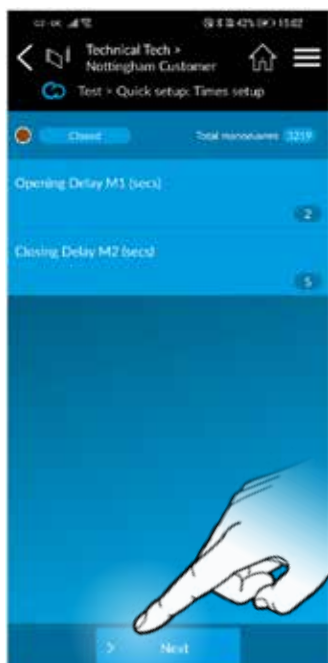 Technical Tech >
Nottingham Customer
Test > Quick setup: Times setup
Closed
Total manoeuvres 3219
Opening Delay M1 (secs)
2
Closing Delay M2 (secs)
5
> Next